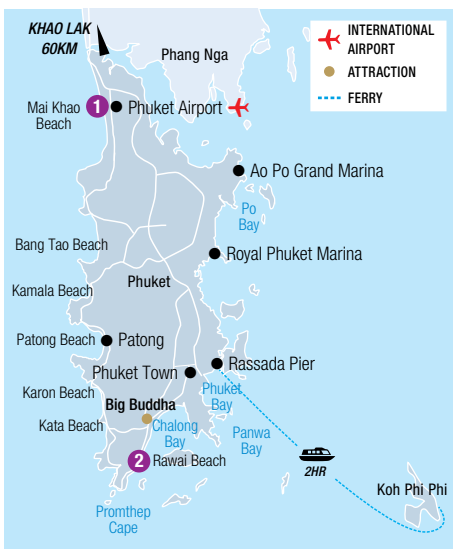 KHAO LAK
60KM
Phang Nga
INTERNATIONAL
AIRPORT
ATTRACTION
FERRY
Mai Khao
Beach
1
Phuket Airport
Ao Po Grand Marina
Po
Bay
Bang Tao Beach
Royal Phuket Marina
Phuket
Kamala Beach
Patong Beach
Patong
Rassada Pier
Phuket Town
Karon Beach
Big Buddha
Phuket
Bay
Kata Beach
Chalong
Bay
Panwa
Bay
2
Rawai Beach
2HR
Koh Phi Phi
Promthep
Cape